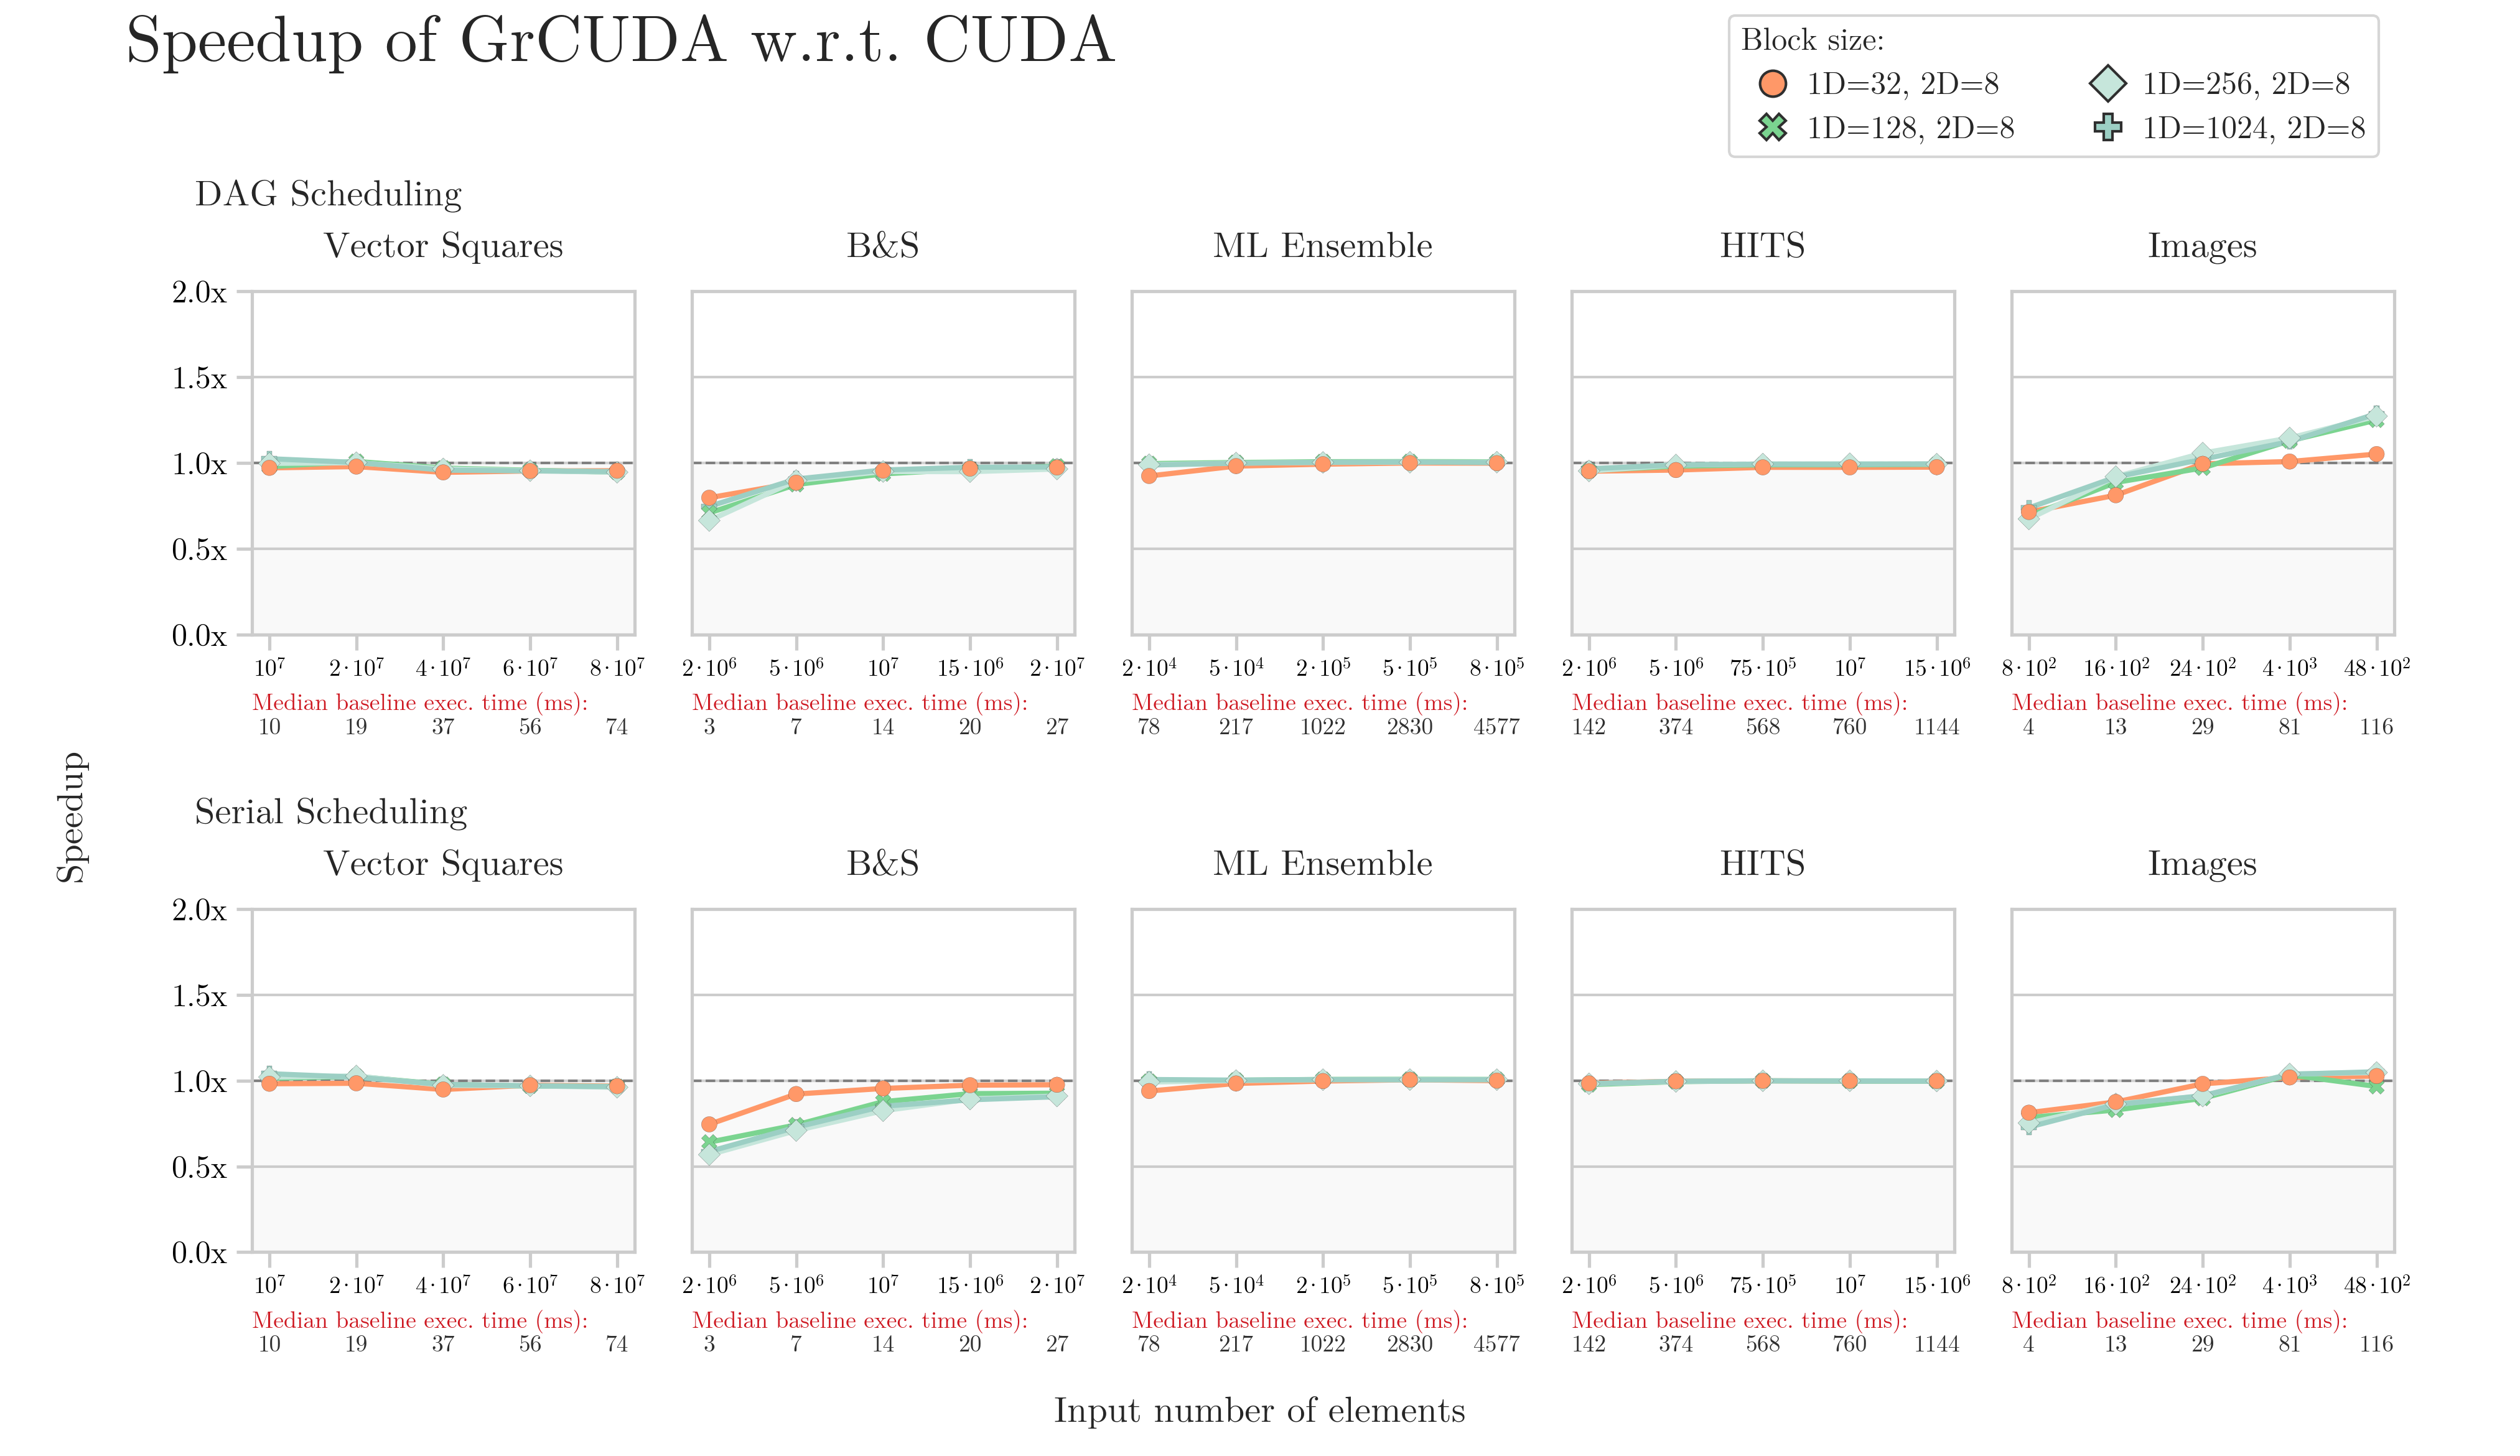 Speedup of GrCUDA w.r.t. CUDA
Block size:
1D=32, 2D=8
1D=256, 2D=8
1D=128, 2D=8
1D=1024, 2D=8
DAG Scheduling
Vector Squares
B&S
ML Ensemble
HITS
Images
2.0x
1.5x
1.0x
0.5x
0.0x
10⁷ 2·10⁷ 4·10⁷ 6·10⁷ 8·10⁷
2·10⁶ 5·10⁶ 10⁷ 15·10⁶ 2·10⁷
2·10⁴ 5·10⁴ 2·10⁵ 5·10⁵ 8·10⁵
2·10⁶ 5·10⁶ 75·10⁵ 10⁷ 15·10⁶
8·10² 16·10² 24·10² 4·10³ 48·10²
Median baseline exec. time (ms):
10 19 37 56 74
Median baseline exec. time (ms):
3 7 14 20 27
Median baseline exec. time (ms):
78 217 1022 2830 4577
Median baseline exec. time (ms):
142 374 568 760 1144
Median baseline exec. time (ms):
4 13 29 81 116
Speedup
Serial Scheduling
Vector Squares
B&S
ML Ensemble
HITS
Images
2.0x
1.5x
1.0x
0.5x
0.0x
10⁷ 2·10⁷ 4·10⁷ 6·10⁷ 8·10⁷
2·10⁶ 5·10⁶ 10⁷ 15·10⁶ 2·10⁷
2·10⁴ 5·10⁴ 2·10⁵ 5·10⁵ 8·10⁵
2·10⁶ 5·10⁶ 75·10⁵ 10⁷ 15·10⁶
8·10² 16·10² 24·10² 4·10³ 48·10²
Median baseline exec. time (ms):
10 19 37 56 74
Median baseline exec. time (ms):
3 7 14 20 27
Median baseline exec. time (ms):
78 217 1022 2830 4577
Median baseline exec. time (ms):
142 374 568 760 1144
Median baseline exec. time (ms):
4 13 29 81 116
Input number of elements